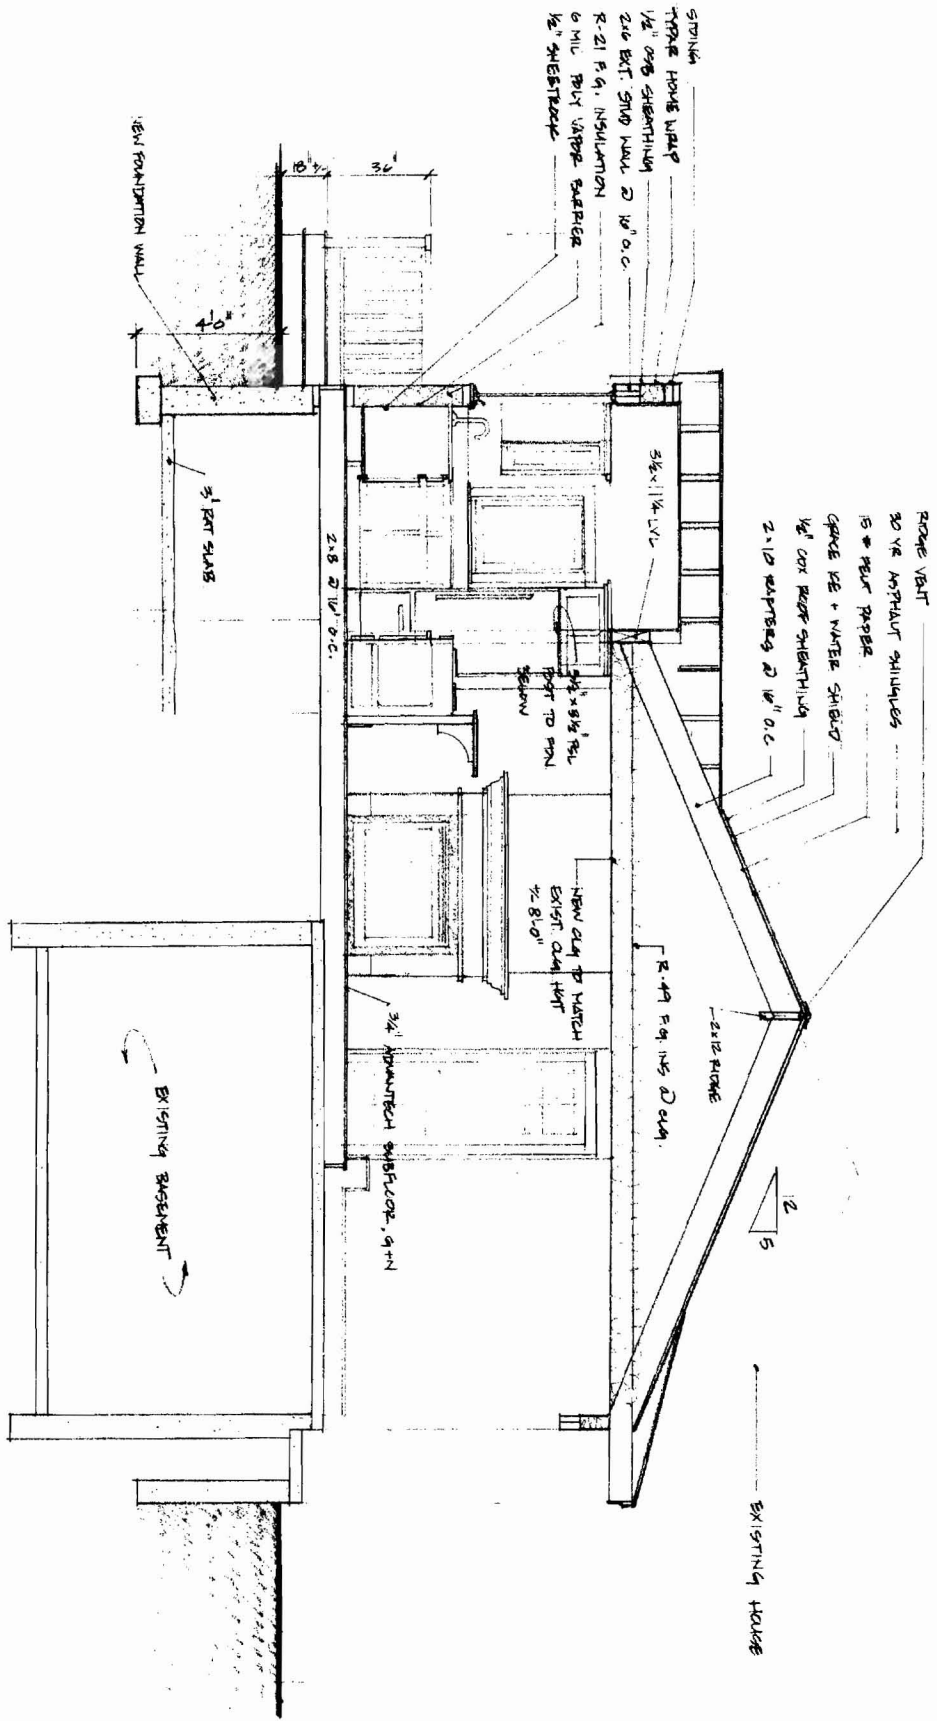 RIDGE VENT
30 YR ASPHALT SHINGLES
15 # FELT PAPER
GRACE ICE + WATER SHIELD
1/2" CDX ROOF SHEATHING
2x10 RAFTERS @ 16" O.C.
2x12 RIDGE
12
5
EXISTING HOUSE
SIDING
TYPAR HOME WRAP
1/2" OSB SHEATHING
2x6 EXT. STUD WALL @ 16" O.C.
R-21 F.G. INSULATION
6 MIL POLY VAPOR BARRIER
1/2" SHEETROCK
3 1/2 x 11 1/4 LVL
R-49 F.G. INS @ CLG.
PSL
POST TO FDN
BELOW
NEW CLG TO MATCH
EXIST. CLG HGT
+/- 8'-0"
36"
18" +/-
2x8 @ 16" O.C.
3/4" ADVANTECH SUBFLOOR, G+N
4'-0"
3" RAT SLAB
EXISTING BASEMENT
NEW FOUNDATION WALL